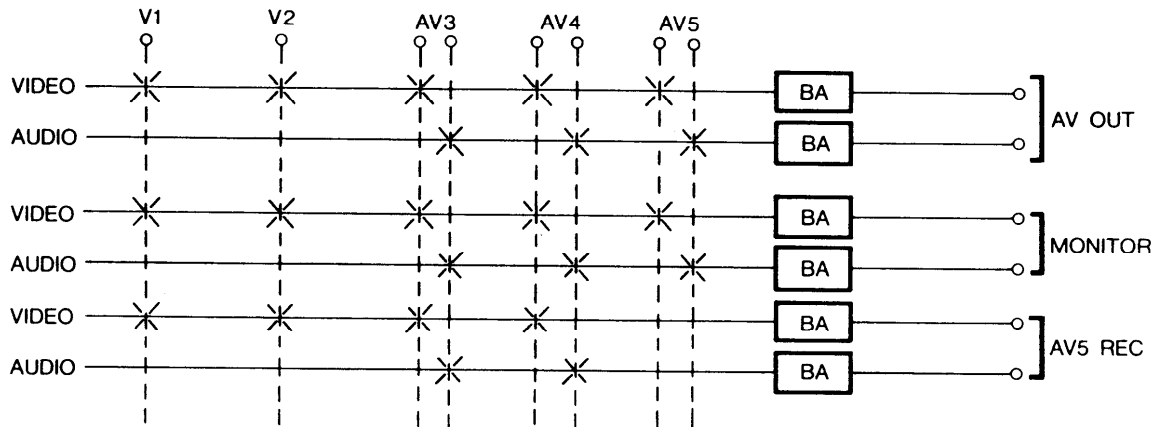 V1 V2 AV3 AV4 AV5
VIDEO BA
AUDIO BA
AV OUT
VIDEO BA
AUDIO BA
MONITOR
VIDEO BA
AUDIO BA
AV5 REC